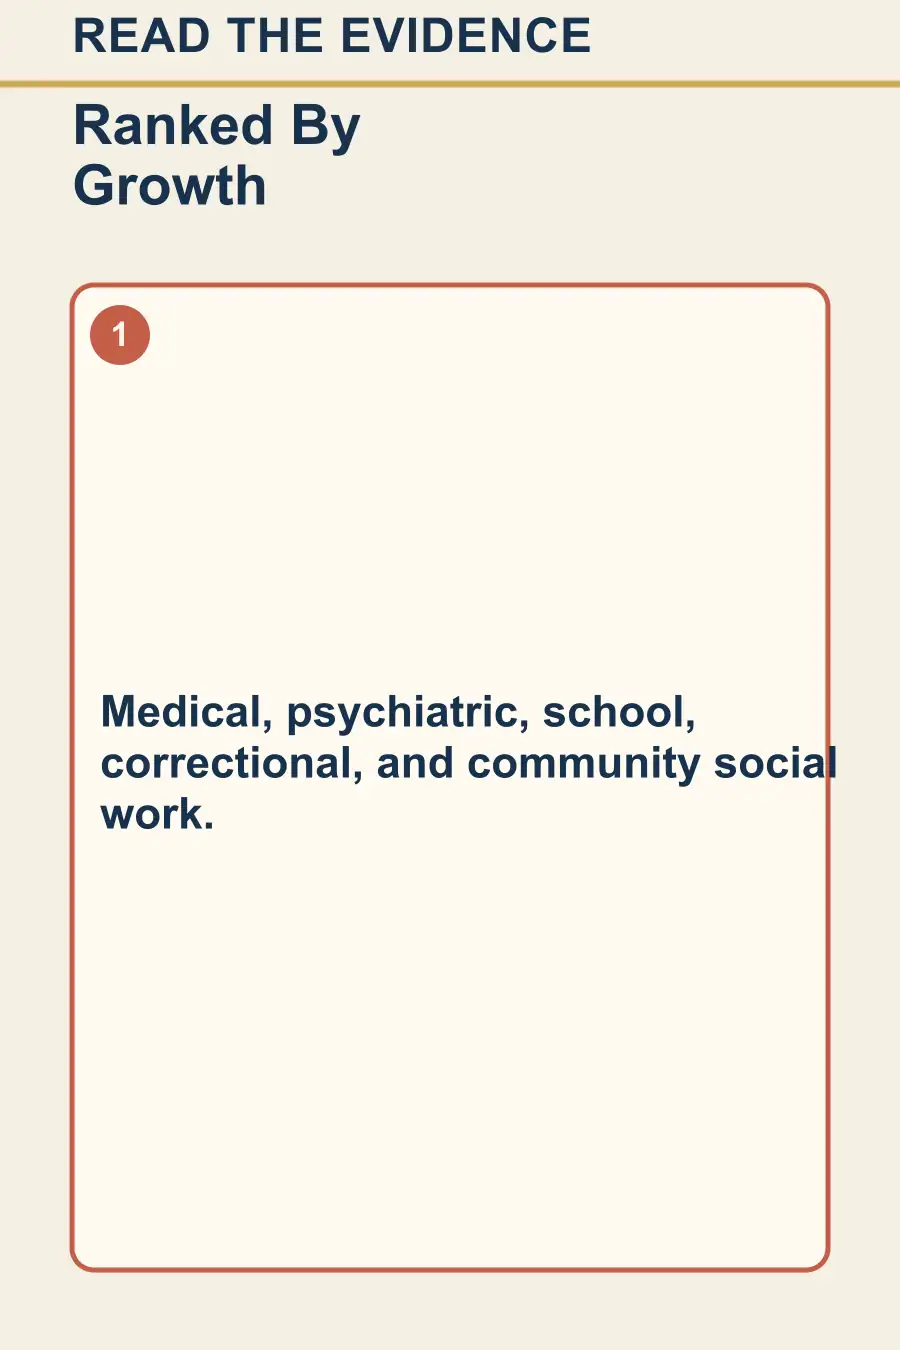 READ THE EVIDENCE
Ranked By
Growth
1
Medical, psychiatric, school,
correctional, and community social
work.